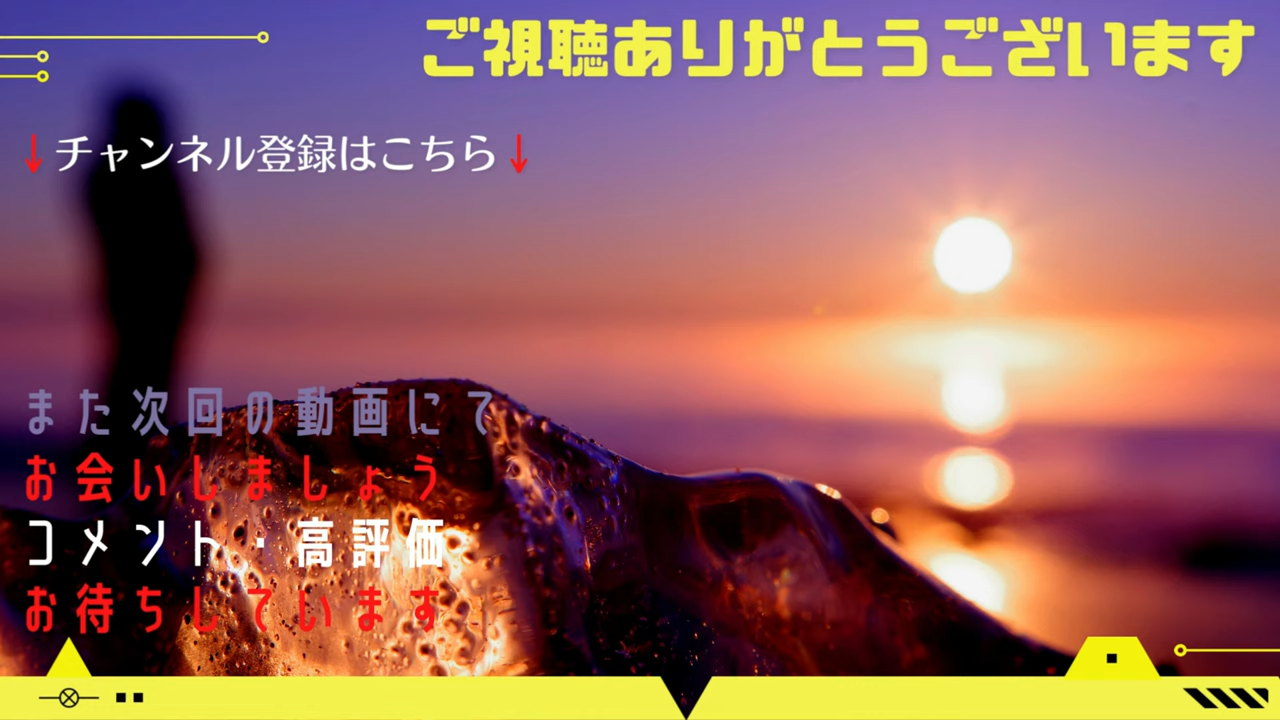 ご視聴ありがとうございます
↓チャンネル登録はこちら↓
また次回の動画にて
お会いしましょう
コメント・高評価
お待ちしています